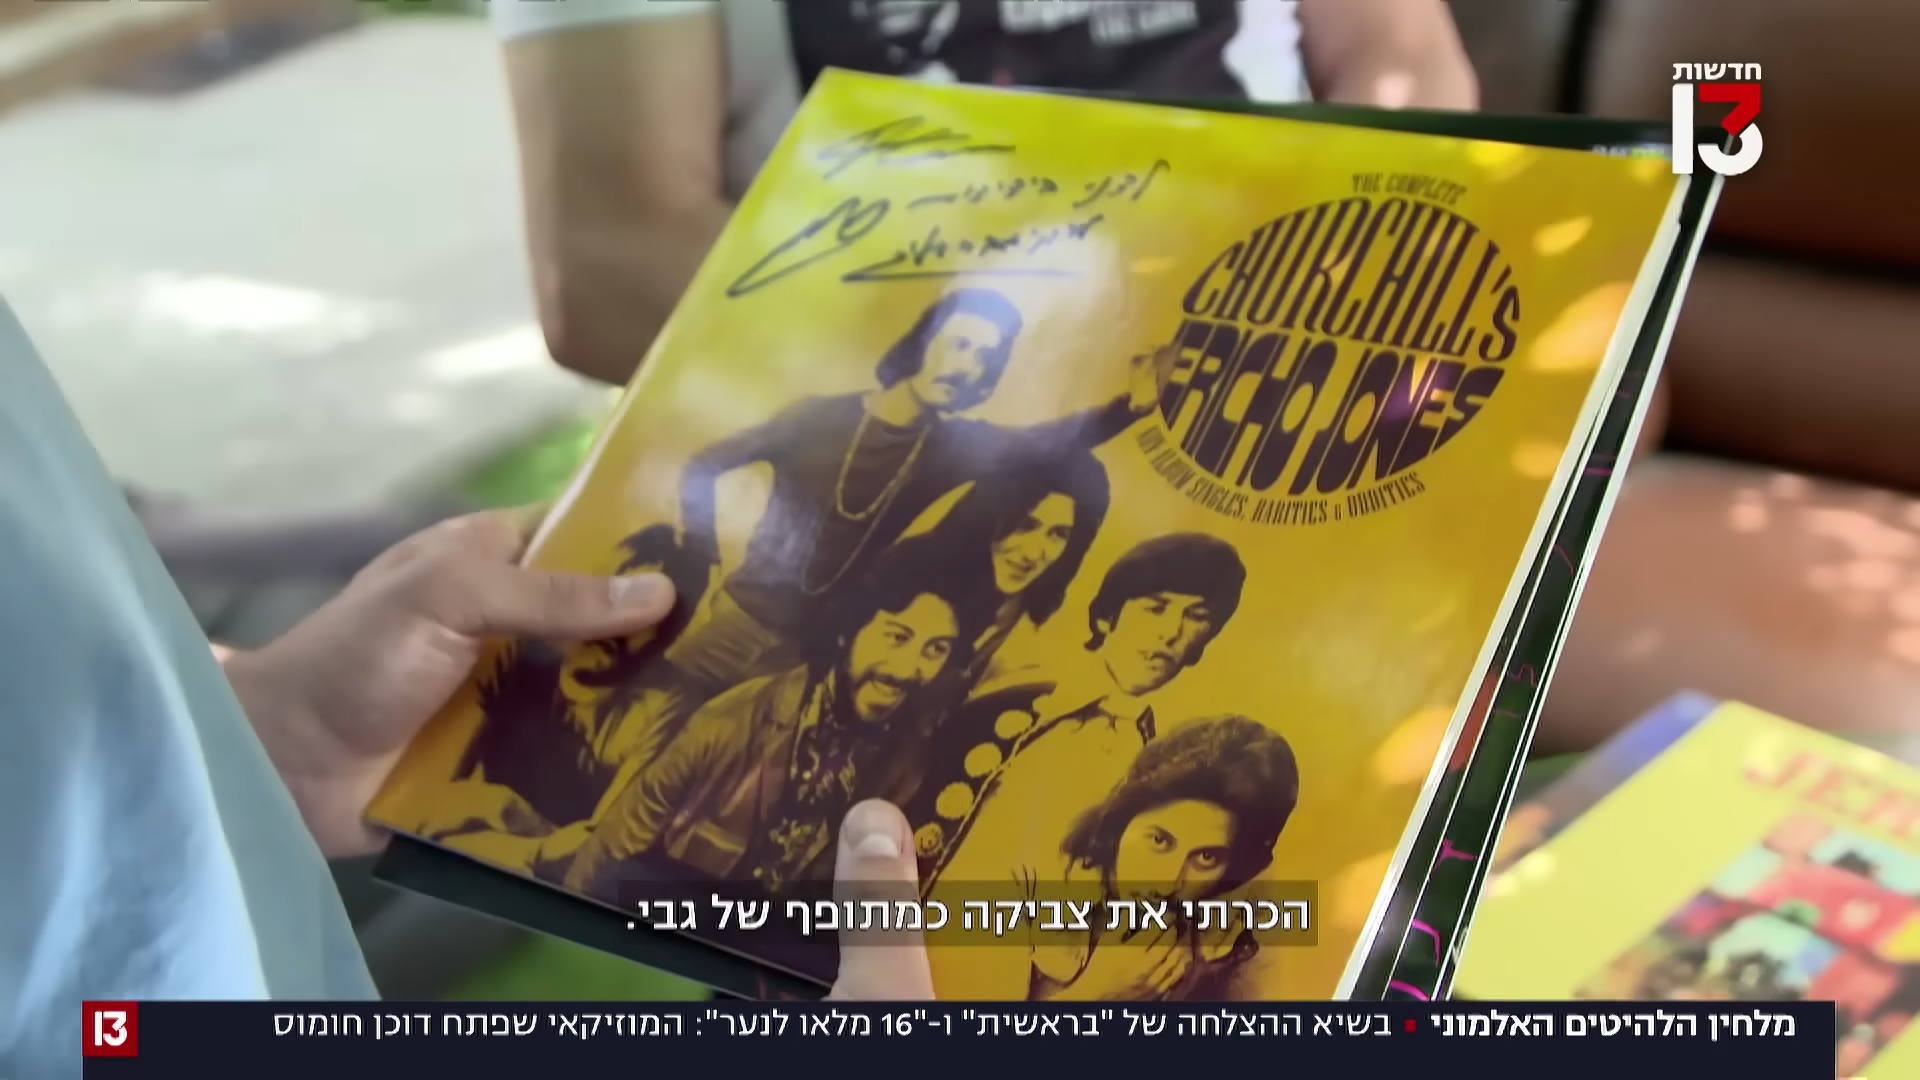 חדשות
13
THE COMPLETE
CHURCHILL'S
JERICHO JONES
NON ALBUM SINGLES, RARITIES & ODDITIES
JER
הכרתי את צביקה כמתופף של גבי.
13 מלחין הלהיטים האלמוני ▪ בשיא ההצלחה של "בראשית" ו-"16 מלאו לנער": המוזיקאי שפתח דוכן חומוס